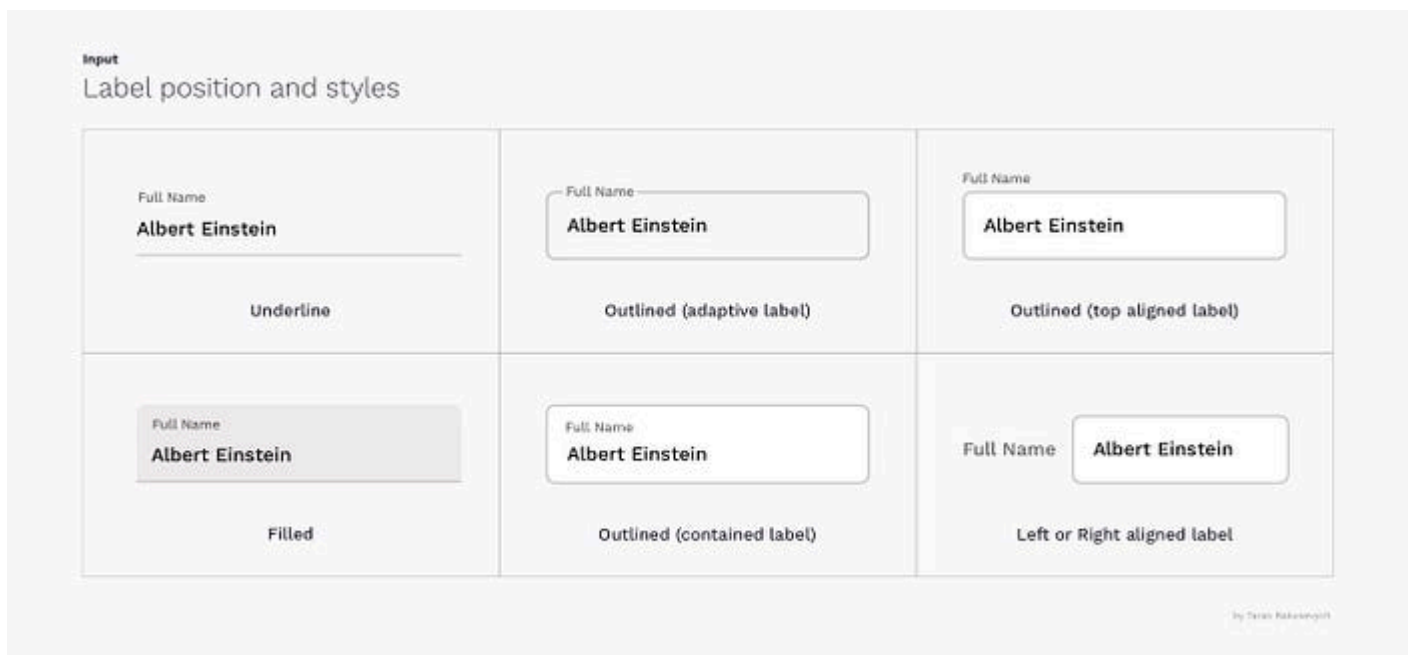 Input
Label position and styles
Full Name
Albert Einstein
Underline
Full Name
Albert Einstein
Outlined (adaptive label)
Full Name
Albert Einstein
Outlined (top aligned label)
Full Name
Albert Einstein
Filled
Full Name
Albert Einstein
Outlined (contained label)
Full Name
Albert Einstein
Left or Right aligned label
by Taras